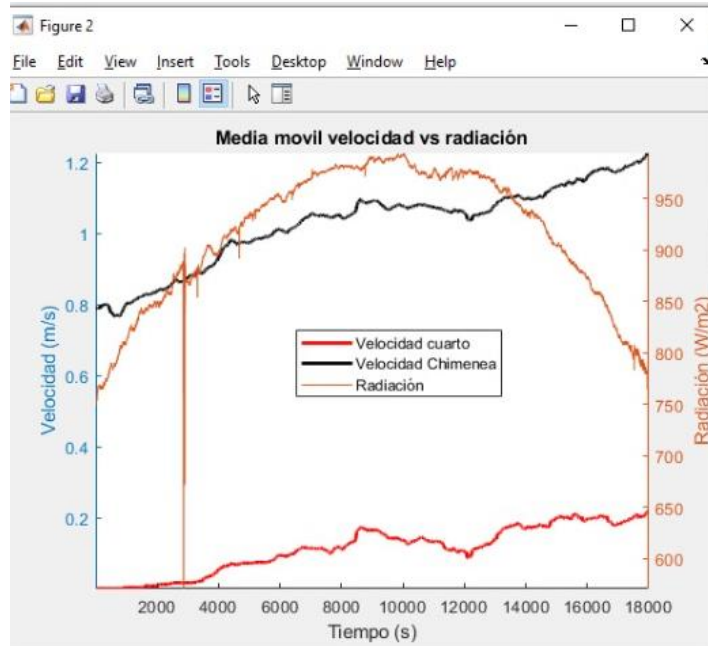 Figure 2
File Edit View Insert Tools Desktop Window Help
Media movil velocidad vs radiación
1.2
1
0.8
0.6
0.4
0.2
Velocidad (m/s)
950
900
850
800
750
700
650
600
Radiación (W/m2)
Velocidad cuarto
Velocidad Chimenea
Radiación
2000 4000 6000 8000 10000 12000 14000 16000 18000
Tiempo (s)